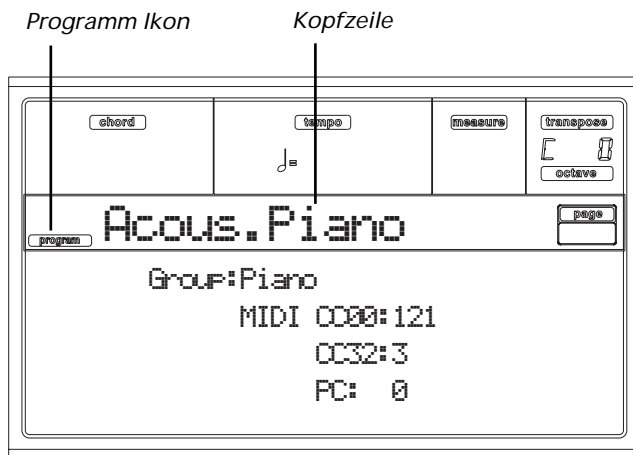 Programm Ikon Kopfzeile
chord tempo measure transpose
♩= C 0
octave
program Acous.Piano page
Group:Piano
MIDI CC00:121
CC32:3
PC: 0